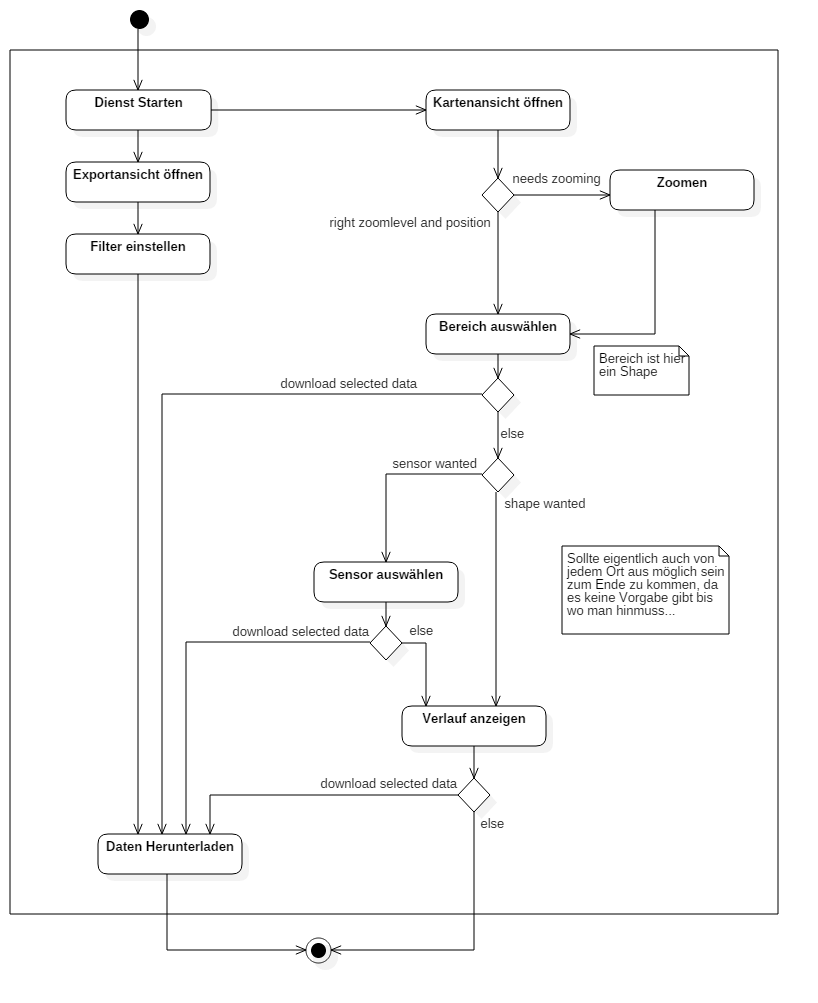 Dienst Starten
Kartenansicht öffnen
Exportansicht öffnen
needs zooming
Zoomen
right zoomlevel and position
Filter einstellen
Bereich auswählen
Bereich ist hier
ein Shape
download selected data
else
sensor wanted
shape wanted
Sollte eigentlich auch von
jedem Ort aus möglich sein
zum Ende zu kommen, da
es keine Vorgabe gibt bis
wo man hinmuss...
Sensor auswählen
download selected data
else
Verlauf anzeigen
download selected data
else
Daten Herunterladen